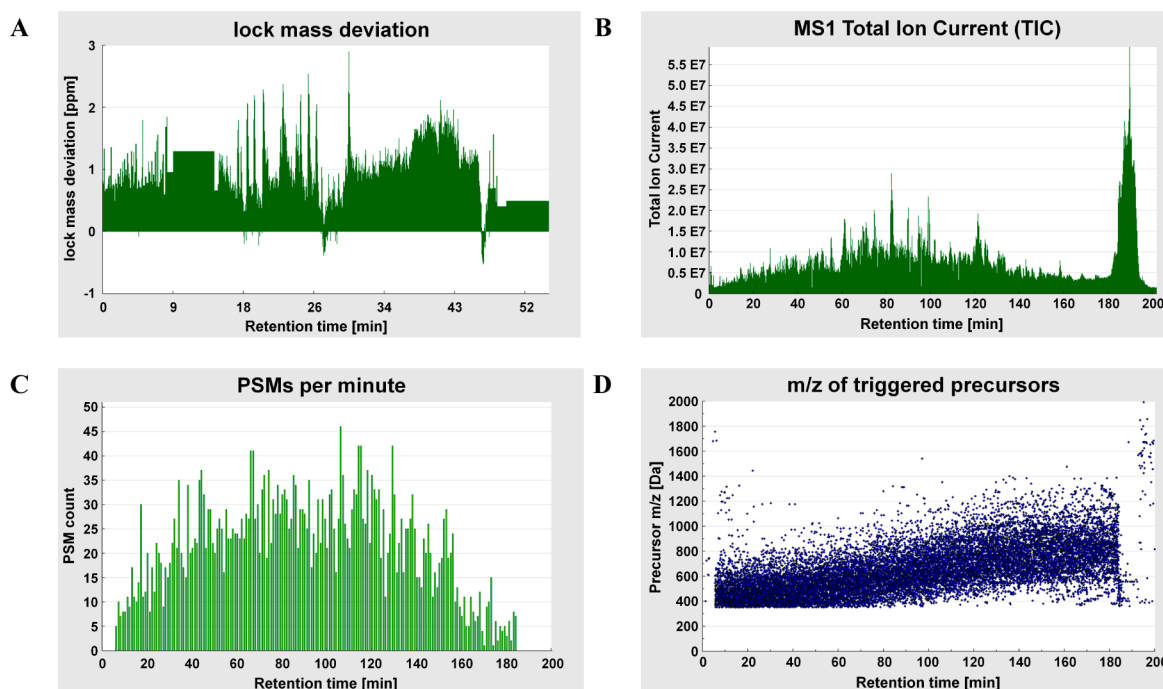 A
lock mass deviation
lock mass deviation [ppm]
3
2
1
0
-1
0 9 18 26 34 43 52
Retention time [min]
B
MS1 Total Ion Current (TIC)
Total Ion Current
5.5 E7
5.0 E7
4.5 E7
4.0 E7
3.5 E7
3.0 E7
2.5 E7
2.0 E7
1.5 E7
1.0 E7
0.5 E7
0
0 20 40 60 80 100 120 140 160 180 200
Retention time [min]
C
PSMs per minute
PSM count
50
45
40
35
30
25
20
15
10
5
0
0 20 40 60 80 100 120 140 160 180 200
Retention time [min]
D
m/z of triggered precursors
Precursor m/z [Da]
2000
1800
1600
1400
1200
1000
800
600
400
200
0
0 20 40 60 80 100 120 140 160 180 200
Retention time [min]